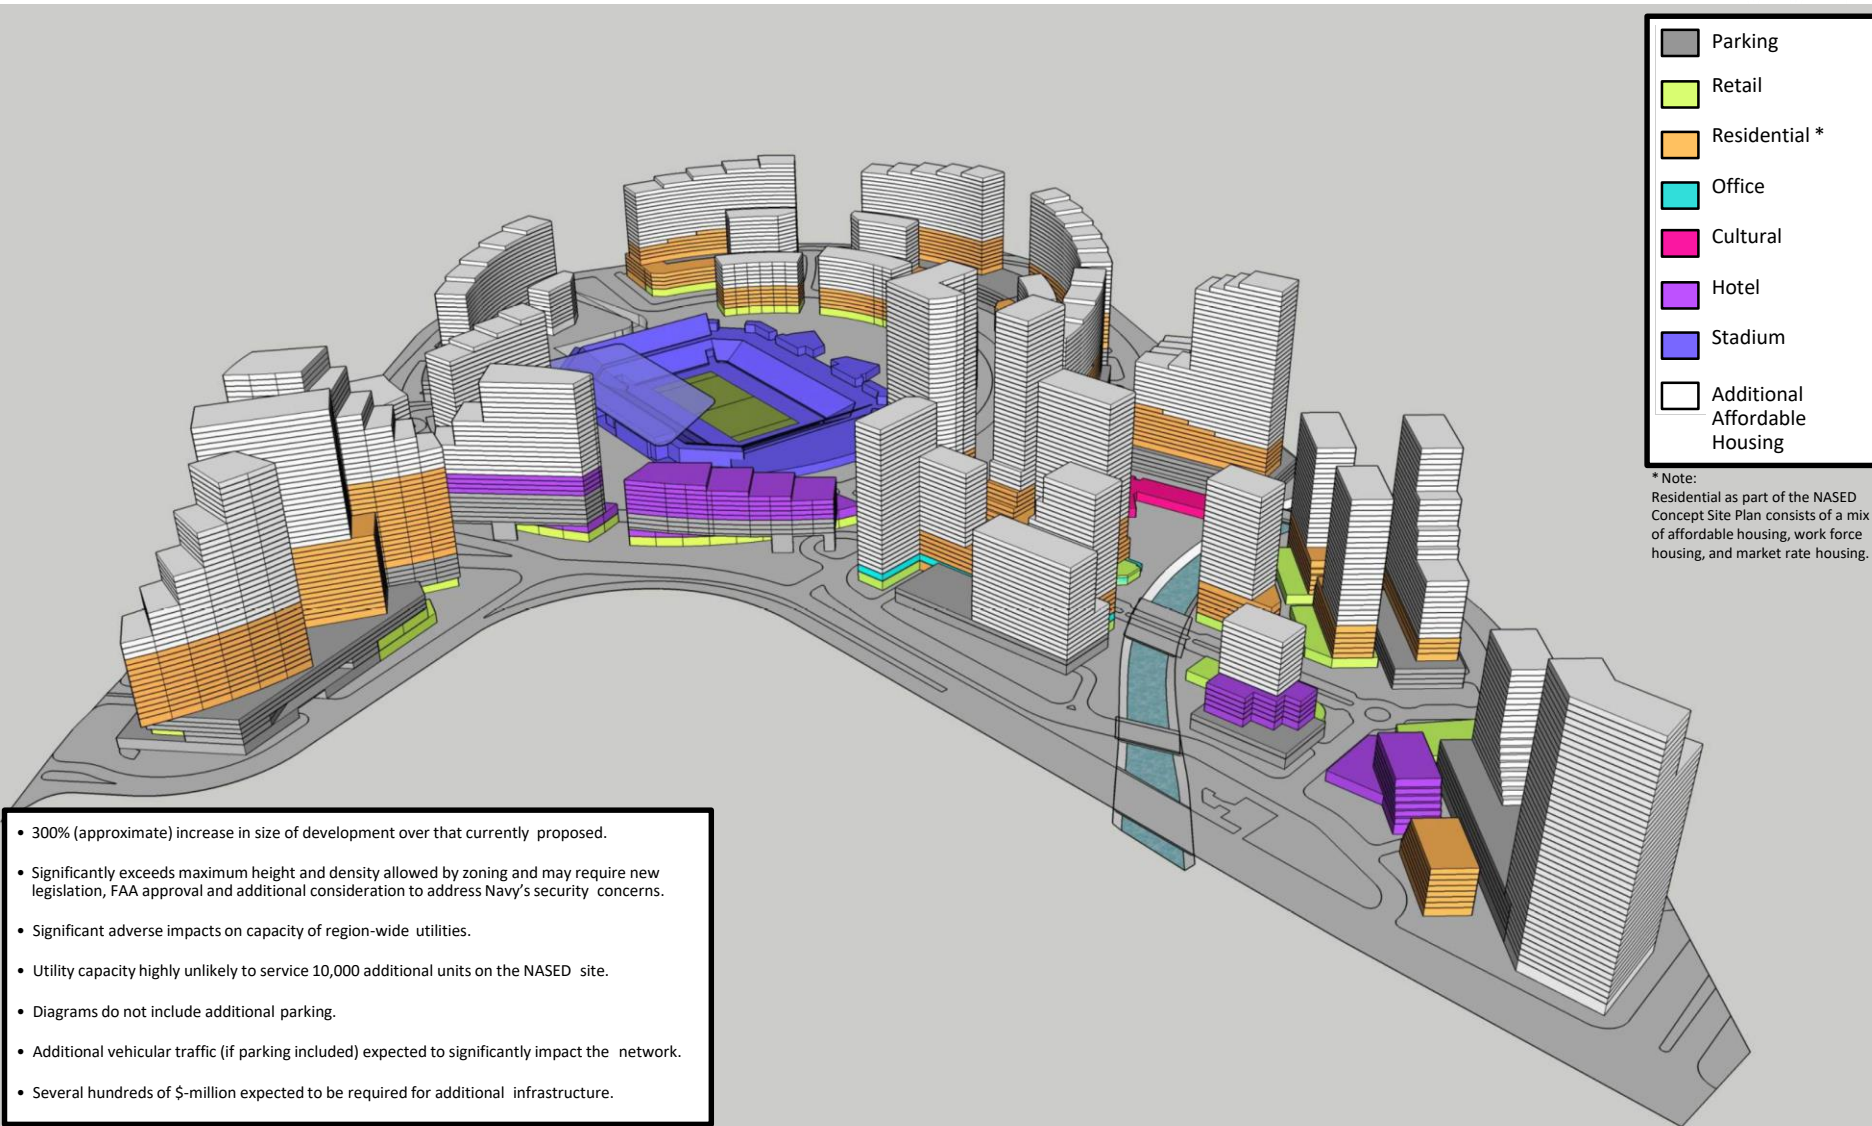 Parking
Retail
Residential *
Office
Cultural
Hotel
Stadium
Additional
Affordable
Housing
* Note:
Residential as part of the NASED
Concept Site Plan consists of a mix
of affordable housing, work force
housing, and market rate housing.
• 300% (approximate) increase in size of development over that currently proposed.
• Significantly exceeds maximum height and density allowed by zoning and may require new
legislation, FAA approval and additional consideration to address Navy's security concerns.
• Significant adverse impacts on capacity of region-wide utilities.
• Utility capacity highly unlikely to service 10,000 additional units on the NASED site.
• Diagrams do not include additional parking.
• Additional vehicular traffic (if parking included) expected to significantly impact the network.
• Several hundreds of $-million expected to be required for additional infrastructure.